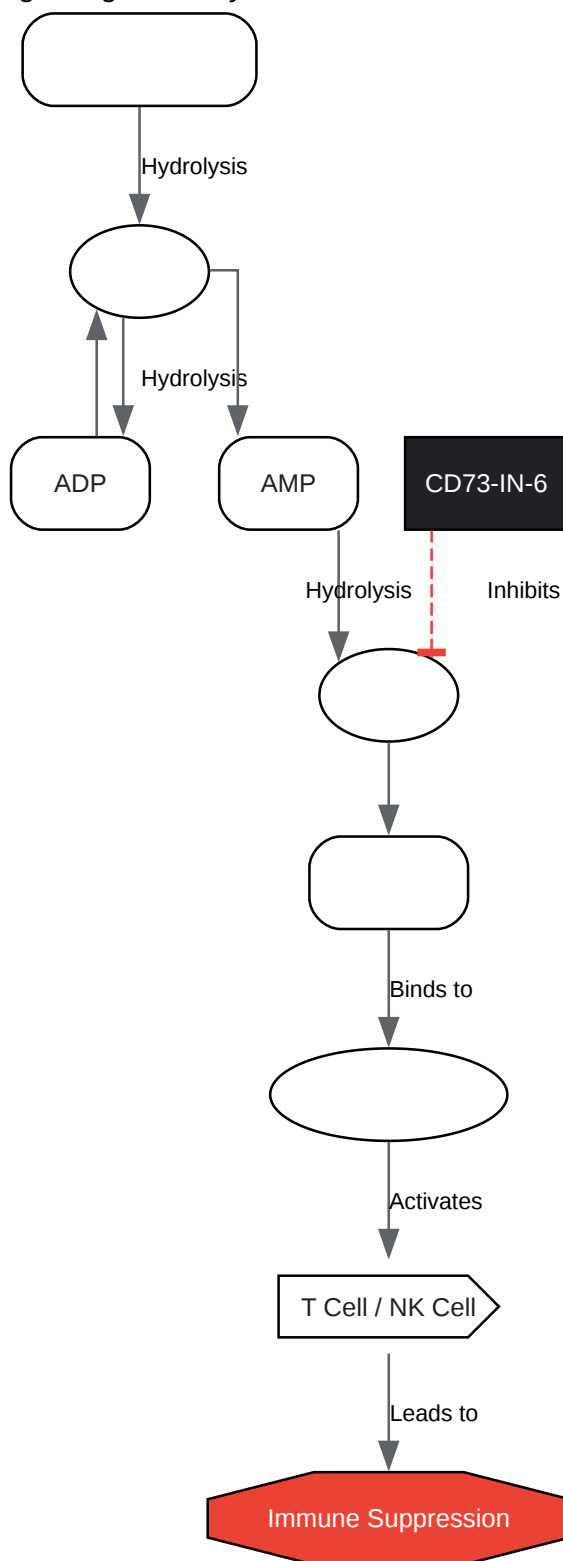 Hydrolysis
Hydrolysis
ADP
AMP
CD73-IN-6
Hydrolysis
Inhibits
Binds to
Activates
T Cell / NK Cell
Leads to
Immune Suppression